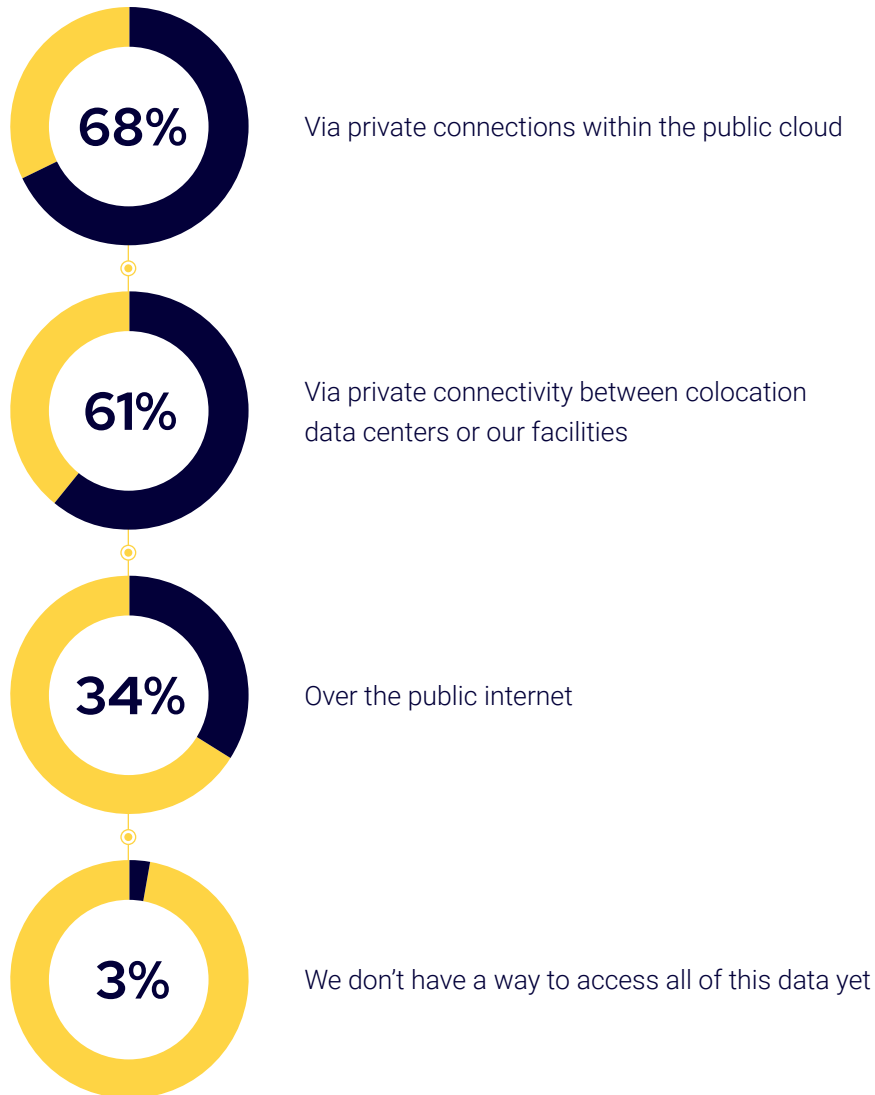 68%
Via private connections within the public cloud
61%
Via private connectivity between colocation
data centers or our facilities
34%
Over the public internet
3%
We don’t have a way to access all of this data yet